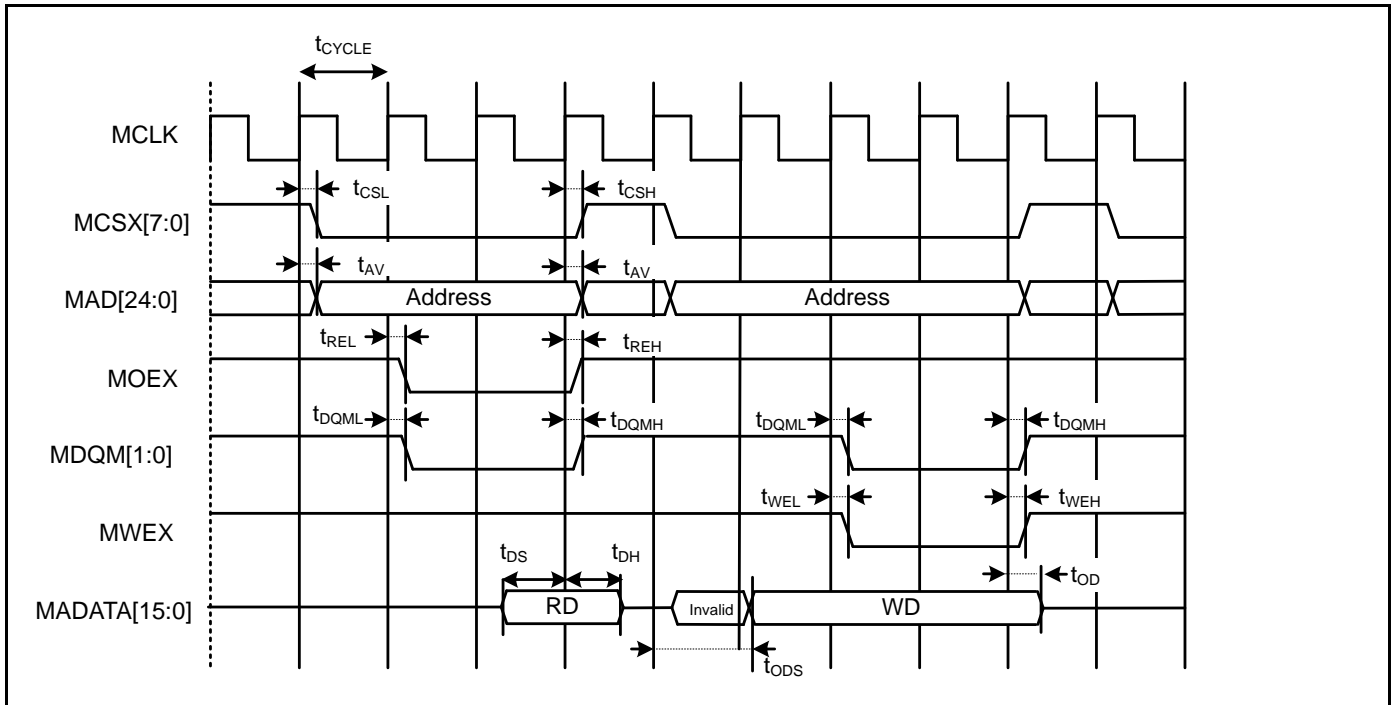 tCYCLE
MCLK
tCSL
tCSH
MCSX[7:0]
tAV
tAV
MAD[24:0]
Address
Address
tREL
tREH
MOEX
tDQML
tDQMH
tDQML
tDQMH
MDQM[1:0]
tWEL
tWEH
MWEX
tDS
tDH
tOD
MADATA[15:0]
RD
Invalid
WD
tODS